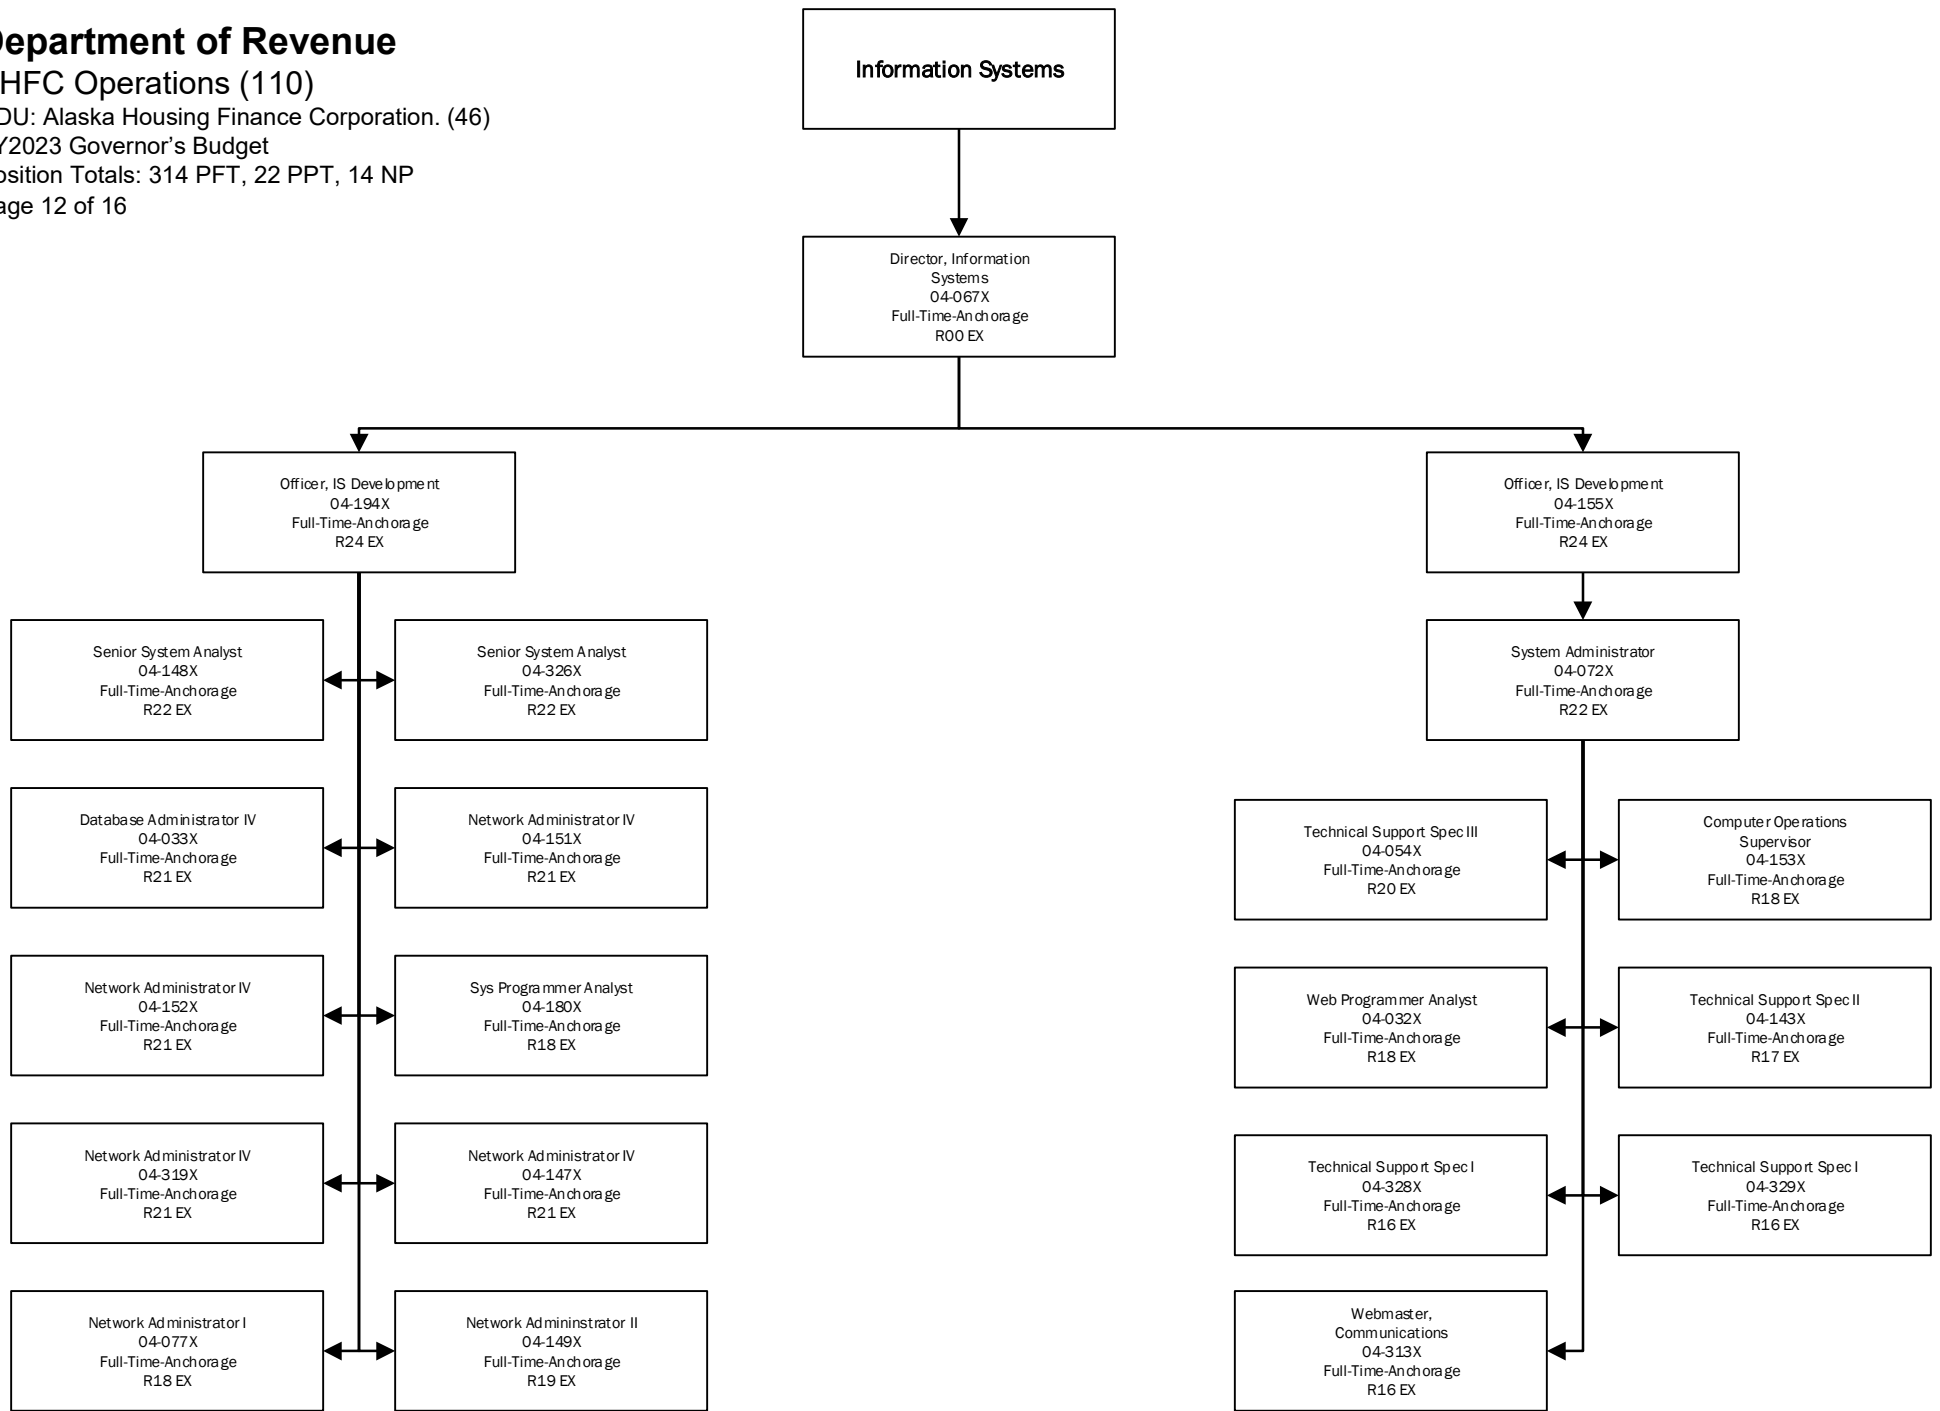 Department of Revenue
HFC Operations (110)
DU: Alaska Housing Finance Corporation. (46)
Y2023 Governor's Budget
osition Totals: 314 PFT, 22 PPT, 14 NP
age 12 of 16
Information Systems
Director, Information
Systems
04-067X
Full-Time-Anchorage
R00 EX
Officer, IS Development
04-194X
Full-Time-Anchorage
R24 EX
Officer, IS Development
04-155X
Full-Time-Anchorage
R24 EX
Senior System Analyst
04-148X
Full-Time-Anchorage
R22 EX
Senior System Analyst
04-326X
Full-Time-Anchorage
R22 EX
System Administrator
04-072X
Full-Time-Anchorage
R22 EX
Database Administrator IV
04-033X
Full-Time-Anchorage
R21 EX
Network Administrator IV
04-151X
Full-Time-Anchorage
R21 EX
Technical Support Spec III
04-054X
Full-Time-Anchorage
R20 EX
Computer Operations
Supervisor
04-153X
Full-Time-Anchorage
R18 EX
Network Administrator IV
04-152X
Full-Time-Anchorage
R21 EX
Sys Programmer Analyst
04-180X
Full-Time-Anchorage
R18 EX
Web Programmer Analyst
04-032X
Full-Time-Anchorage
R18 EX
Technical Support Spec II
04-143X
Full-Time-Anchorage
R17 EX
Network Administrator IV
04-319X
Full-Time-Anchorage
R21 EX
Network Administrator IV
04-147X
Full-Time-Anchorage
R21 EX
Technical Support Spec I
04-328X
Full-Time-Anchorage
R16 EX
Technical Support Spec I
04-329X
Full-Time-Anchorage
R16 EX
Network Adminiatrator I
04-077X
Full-Time-Anchorage
R18 EX
Network Admininstrator II
04-149X
Full-Time-Anchorage
R19 EX
Webmaster,
Communications
04-313X
Full-Time-Anchorage
R16 EX